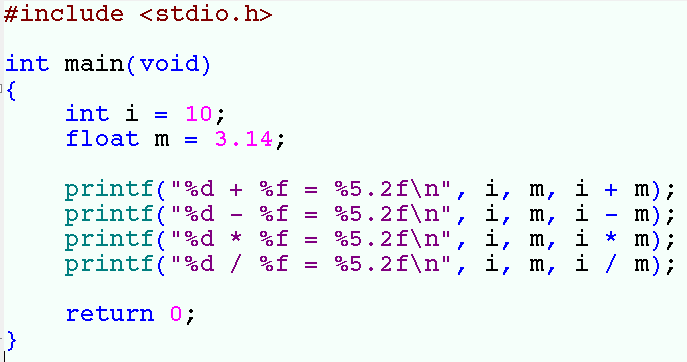 #include <stdio.h>
int main(void)
{
    int i = 10;
    float m = 3.14;
    printf("%d + %f = %5.2f\n", i, m, i + m);
    printf("%d - %f = %5.2f\n", i, m, i - m);
    printf("%d * %f = %5.2f\n", i, m, i * m);
    printf("%d / %f = %5.2f\n", i, m, i / m);
    return 0;
}